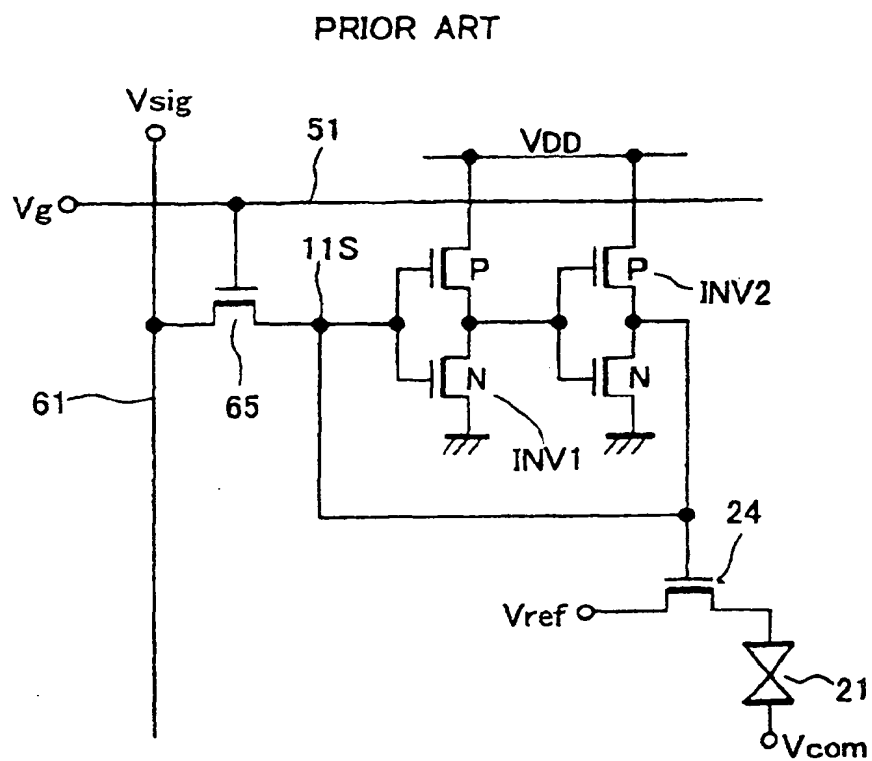 PRIOR ART
Vsig
51
VDD
Vg
11S
P
P
INV2
65
N
N
61
INV1
24
Vref
21
Vcom